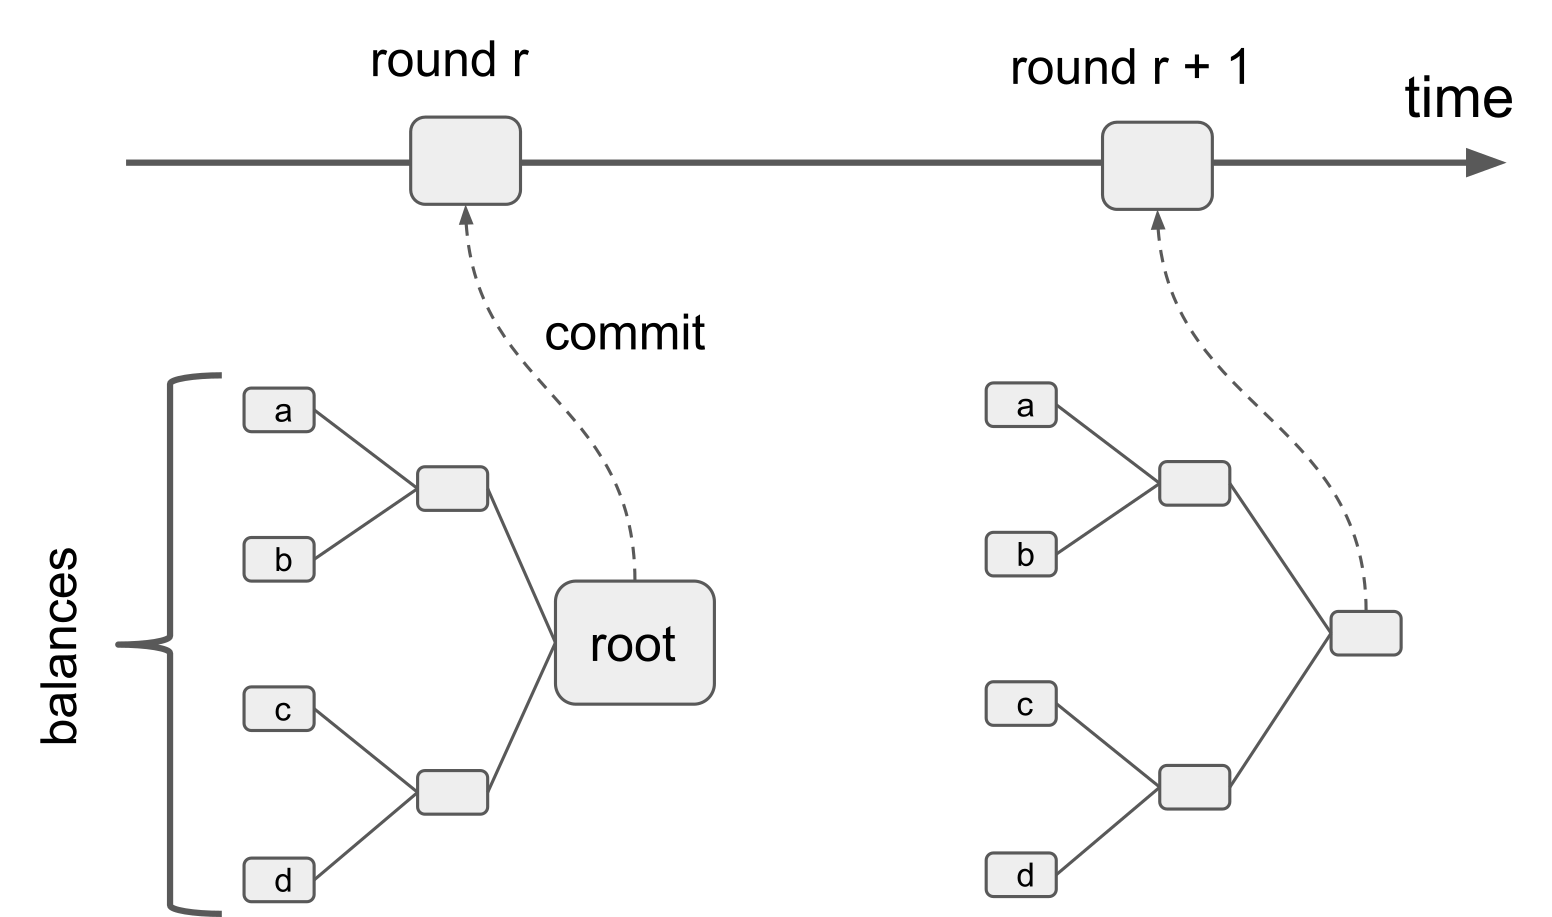 round r
round r + 1
time
commit
balances
a
b
c
d
root
a
b
c
d